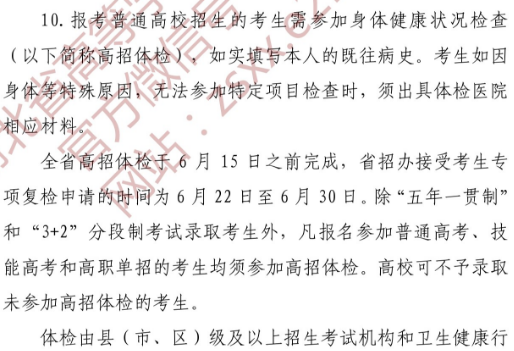 10. 报考普通高校招生的考生需参加身体健康状况检查
（以下简称高招体检），如实填写本人的既往病史。考生如因
身体等特殊原因，无法参加特定项目检查时，须出具体检医院
相应材料。
全省高招体检于 6 月 15 日之前完成，省招办接受考生专
项复检申请的时间为 6 月 22 日至 6 月 30 日。除“五年一贯制”
和“3+2”分段制考试录取考生外，凡报名参加普通高考、技
能高考和高职单招的考生均须参加高招体检。高校可不予录取
未参加高招体检的考生。
体检由县（市、区）级及以上招生考试机构和卫生健康行
官方微信号
网站：